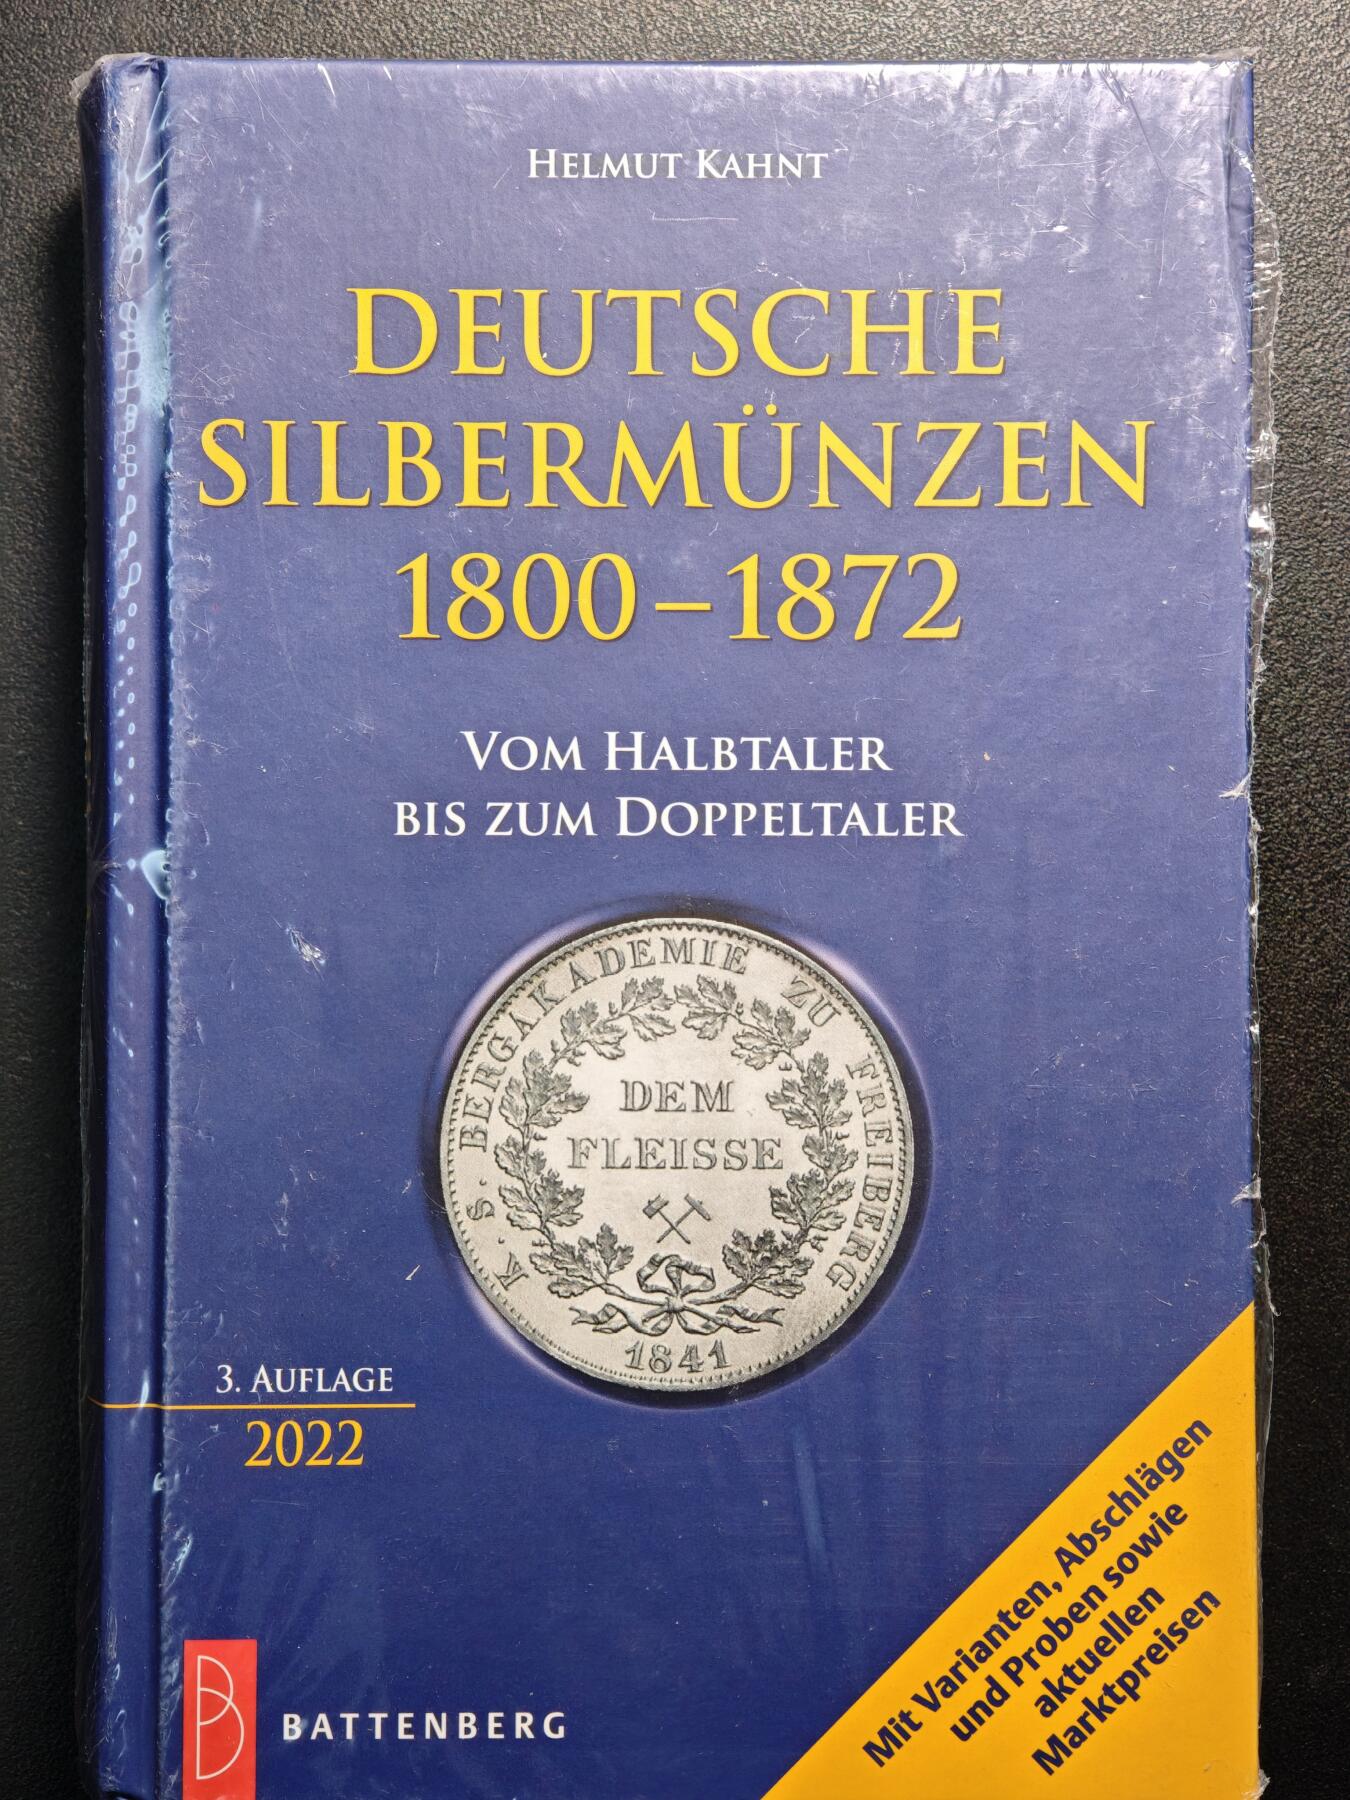 HELMUT KAHNT
DEUTSCHE
SILBERMÜNZEN
1800–1872
VOM HALBTALER
BIS ZUM DOPPELTALER
K. S. BERGAKADEMIE ZU FREIBERG
DEM
FLEISSE
1841
3. AUFLAGE
2022
Mit Varianten, Abschlägen
und Proben sowie
aktuellen
Marktpreisen
BATTENBERG